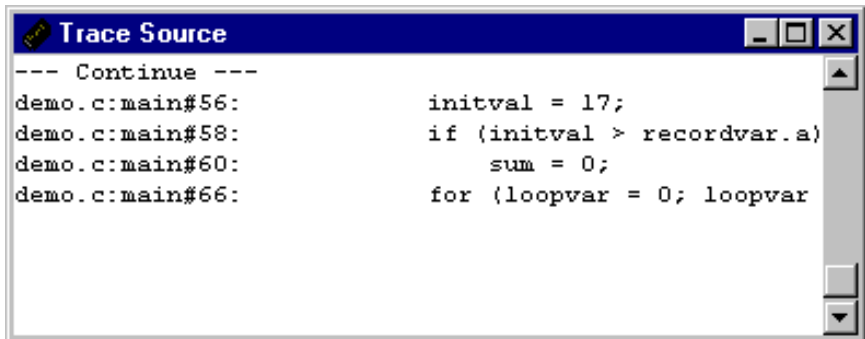 Trace Source
--- Continue ---
demo.c:main#56: initval = 17;
demo.c:main#58: if (initval > recordvar.a)
demo.c:main#60: sum = 0;
demo.c:main#66: for (loopvar = 0; loopvar